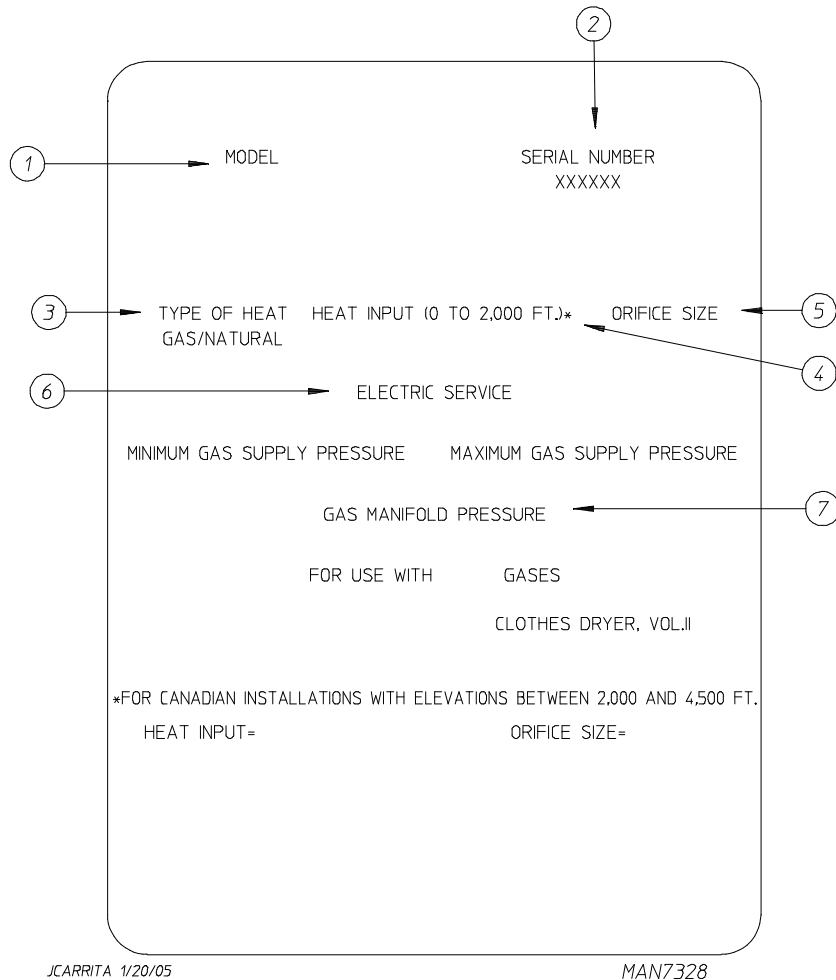 2
1
MODEL
SERIAL NUMBER
XXXXXX
3
TYPE OF HEAT
GAS/NATURAL
HEAT INPUT (0 TO 2,000 FT.)*
ORIFICE SIZE
5
4
6
ELECTRIC SERVICE
MINIMUM GAS SUPPLY PRESSURE
MAXIMUM GAS SUPPLY PRESSURE
GAS MANIFOLD PRESSURE
7
FOR USE WITH GASES
CLOTHES DRYER, VOL.II
*FOR CANADIAN INSTALLATIONS WITH ELEVATIONS BETWEEN 2,000 AND 4,500 FT.
HEAT INPUT=
ORIFICE SIZE=
JCARRITA 1/20/05
MAN7328